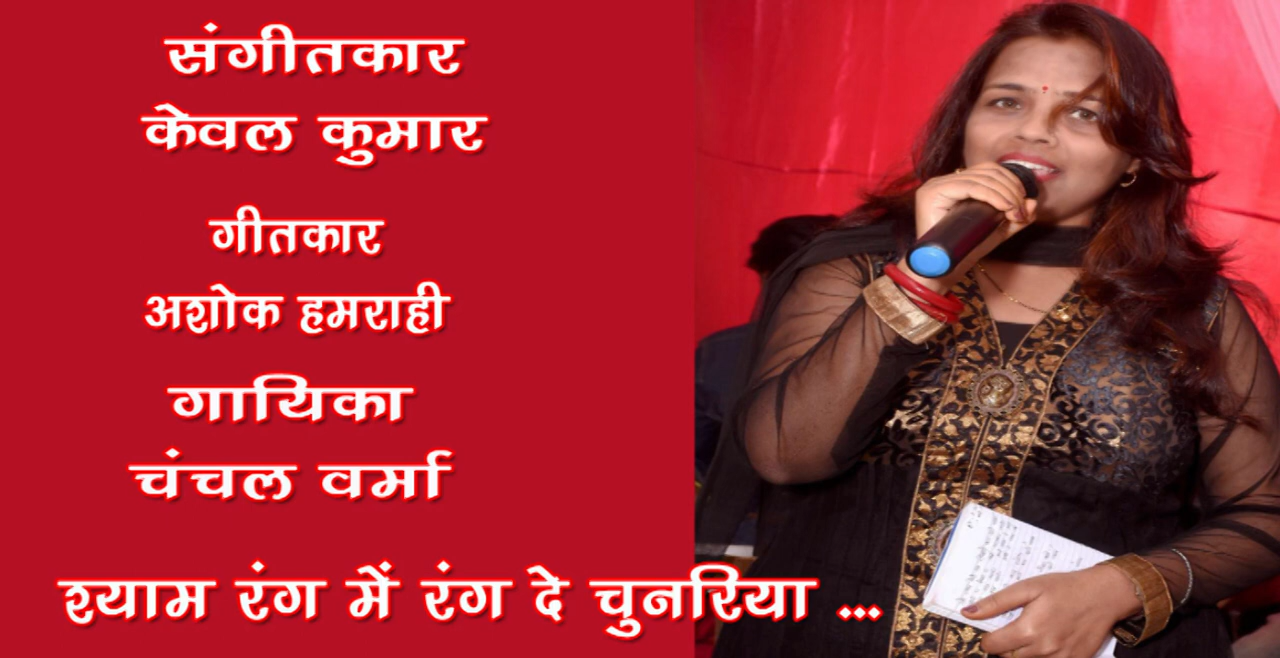 संगीतकार
केवल कुमार
गीतकार
अशोक हमराही
गायिका
चंचल वर्मा
श्याम रंग में रंग दे चुनरिया ...